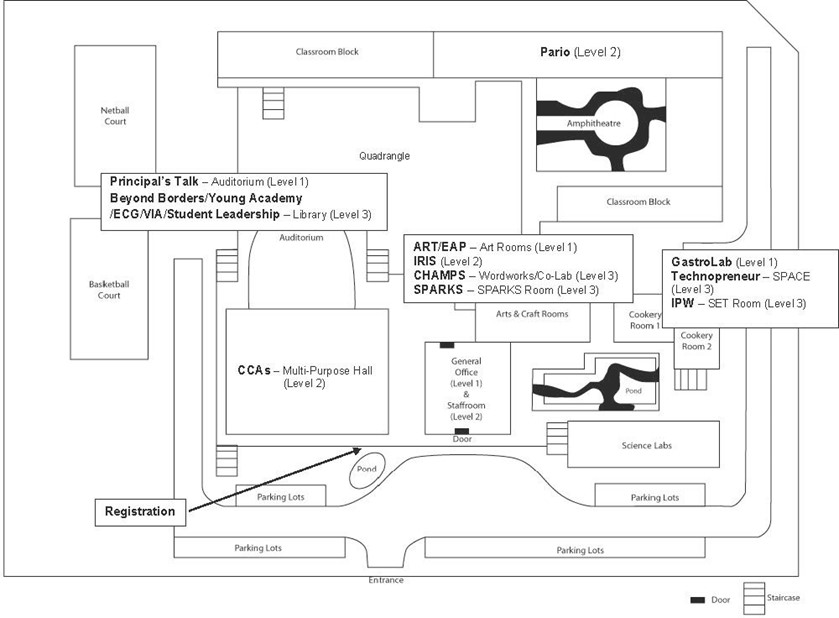 Classroom Block
Pario (Level 2)
Netball
Court
Amphitheatre
Quadrangle
Principal's Talk – Auditorium (Level 1)
Beyond Borders/Young Academy
/ECG/VIA/Student Leadership – Library (Level 3)
Classroom Block
Auditorium
ART/EAP – Art Rooms (Level 1)
IRIS (Level 2)
CHAMPS – Wordworks/Co-Lab (Level 3)
SPARKS – SPARKS Room (Level 3)
GastroLab (Level 1)
Technopreneur – SPACE
(Level 3)
IPW – SET Room (Level 3)
Basketball
Court
Arts & Craft Rooms
Cookery
Room 1
Cookery
Room 2
CCAs – Multi-Purpose Hall
(Level 2)
General
Office
(Level 1)
&
Staffroom
(Level 2)
Door
Pond
Science Labs
Pond
Registration
Parking Lots
Parking Lots
Parking Lots
Parking Lots
Entrance
Door
Staircase